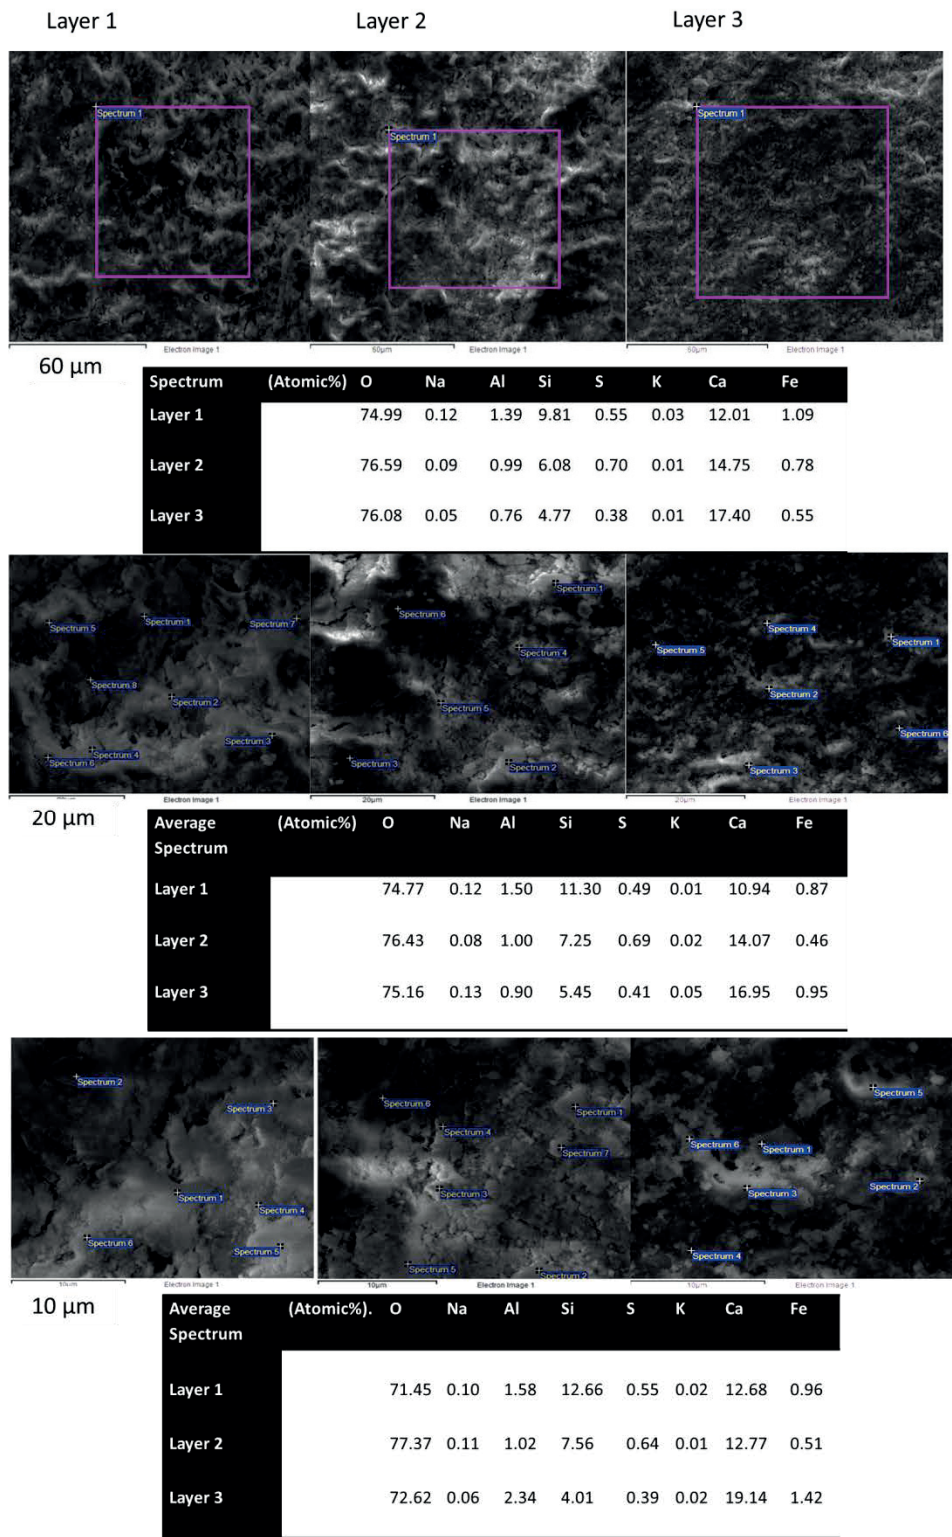 Layer 1 Layer 2 Layer 3
Spectrum 1 Spectrum 1 Spectrum 1
Electron Image 1 50µm Electron Image 1 50µm Electron Image 1
60 µm
Spectrum (Atomic%) O Na Al Si S K Ca Fe
Layer 1 74.99 0.12 1.39 9.81 0.55 0.03 12.01 1.09
Layer 2 76.59 0.09 0.99 6.08 0.70 0.01 14.75 0.78
Layer 3 76.08 0.05 0.76 4.77 0.38 0.01 17.40 0.55
Spectrum 5 Spectrum 1 Spectrum 7
Spectrum 8
Spectrum 2
Spectrum 3
Spectrum 4
Spectrum 6
Spectrum 1
Spectrum 6
Spectrum 4
Spectrum 5
Spectrum 3 Spectrum 2
Spectrum 4
Spectrum 1
Spectrum 5
Spectrum 2
Spectrum 6
Spectrum 3
Electron Image 1 20µm Electron Image 1 20µm Electron Image 1
20 µm
Average (Atomic%) O Na Al Si S K Ca Fe
Spectrum
Layer 1 74.77 0.12 1.50 11.30 0.49 0.01 10.94 0.87
Layer 2 76.43 0.08 1.00 7.25 0.69 0.02 14.07 0.46
Layer 3 75.16 0.13 0.90 5.45 0.41 0.05 16.95 0.95
Spectrum 2
Spectrum 3
Spectrum 1
Spectrum 4
Spectrum 6
Spectrum 5
Spectrum 6
Spectrum 1
Spectrum 4
Spectrum 7
Spectrum 3
Spectrum 5
Spectrum 2
Spectrum 5
Spectrum 6
Spectrum 1
Spectrum 3 Spectrum 2
Spectrum 4
10µm Electron Image 1 10µm Electron Image 1 10µm Electron Image 1
10 µm
Average (Atomic%). O Na Al Si S K Ca Fe
Spectrum
Layer 1 71.45 0.10 1.58 12.66 0.55 0.02 12.68 0.96
Layer 2 77.37 0.11 1.02 7.56 0.64 0.01 12.77 0.51
Layer 3 72.62 0.06 2.34 4.01 0.39 0.02 19.14 1.42